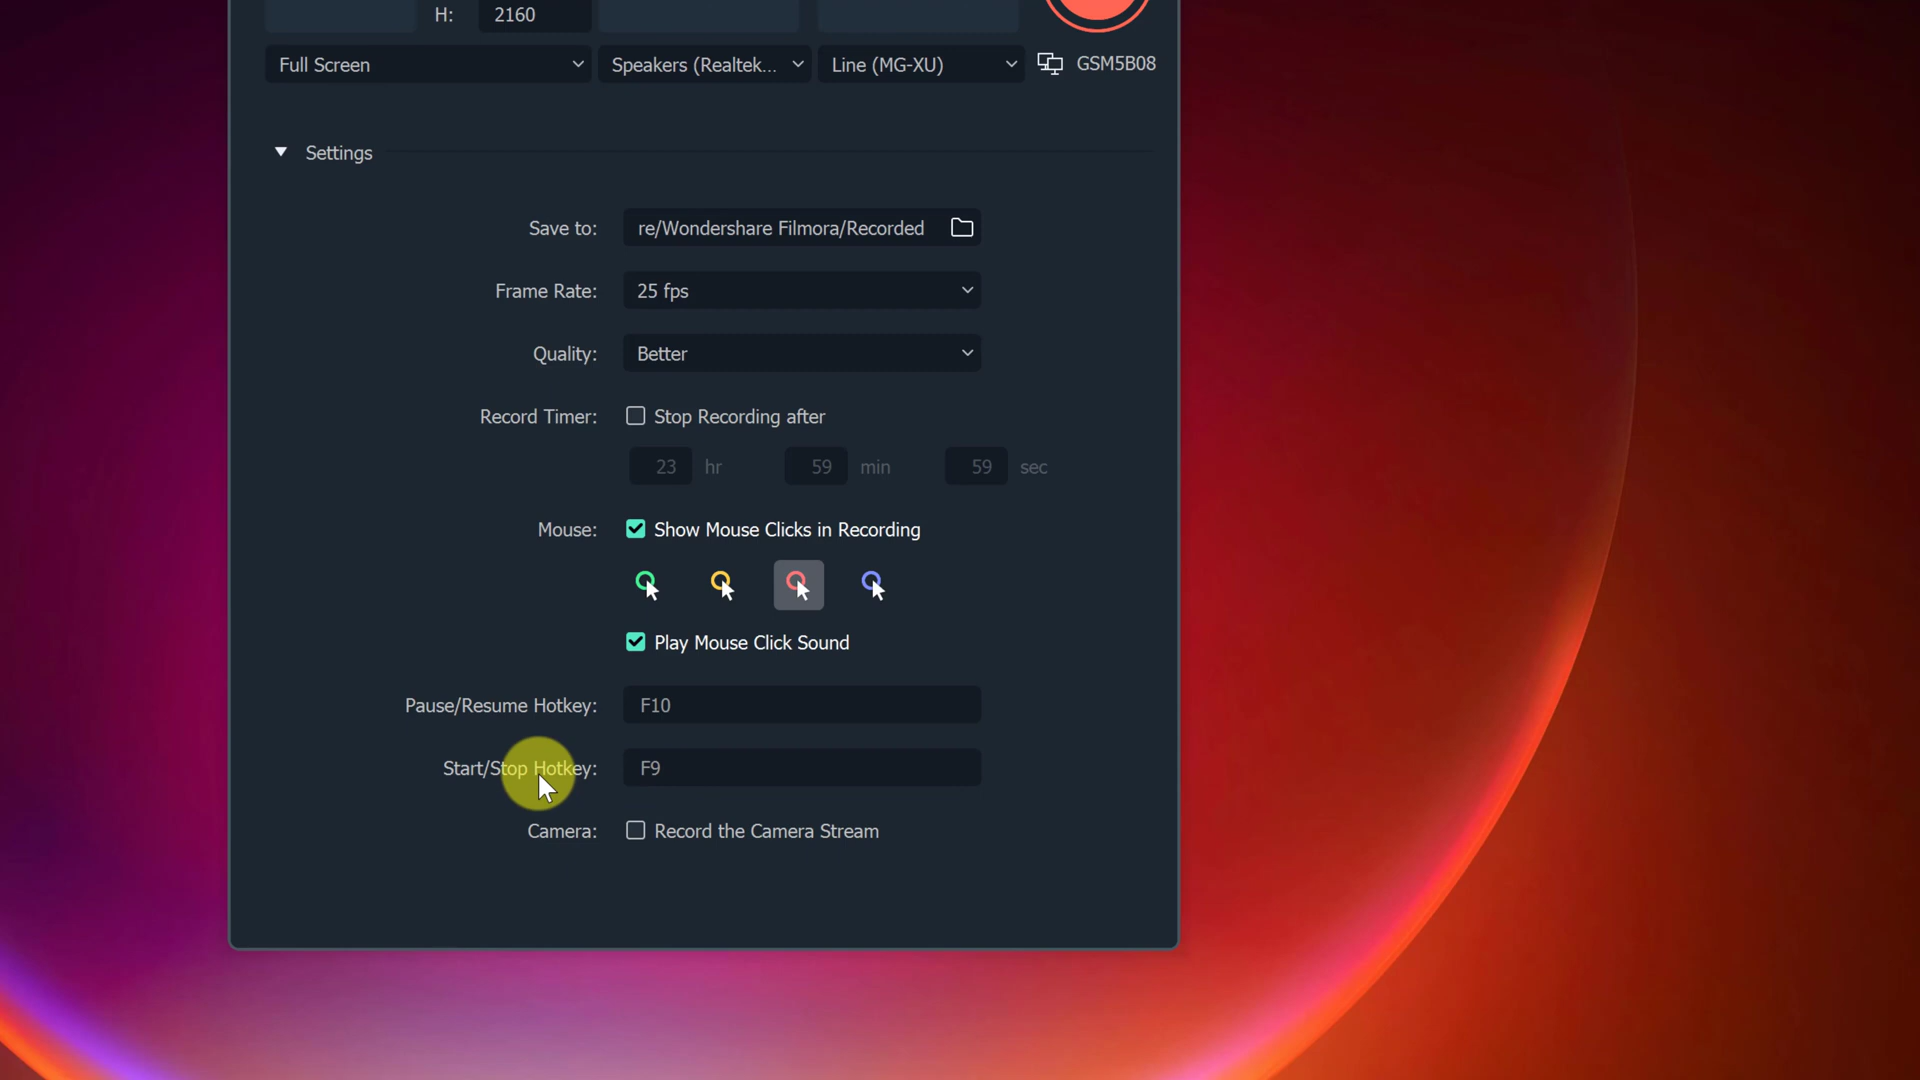 H: 2160
Full Screen Speakers (Realtek... Line (MG-XU) GSM5B08
Settings
Save to: re/Wondershare Filmora/Recorded
Frame Rate: 25 fps
Quality: Better
Record Timer: Stop Recording after
23 hr 59 min 59 sec
Mouse: Show Mouse Clicks in Recording
Play Mouse Click Sound
Pause/Resume Hotkey: F10
Start/Stop Hotkey: F9
Camera: Record the Camera Stream